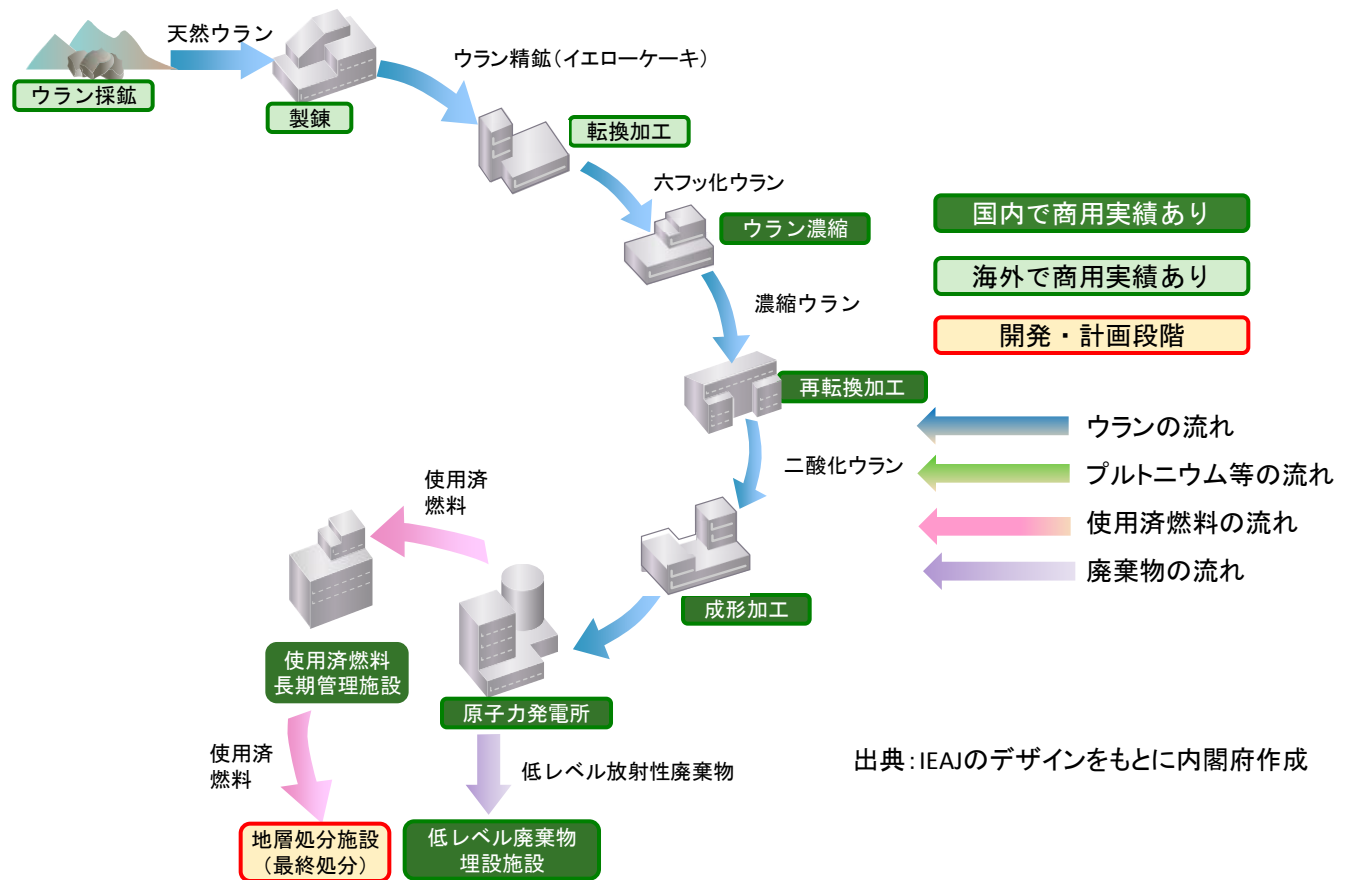 天然ウラン
ウラン採鉱
製錬
ウラン精鉱（イエローケーキ）
転換加工
六フッ化ウラン
ウラン濃縮
濃縮ウラン
再転換加工
二酸化ウラン
成形加工
国内で商用実績あり
海外で商用実績あり
開発・計画段階
ウランの流れ
プルトニウム等の流れ
使用済燃料の流れ
廃棄物の流れ
使用済
燃料
使用済燃料
長期管理施設
原子力発電所
使用済
燃料
低レベル放射性廃棄物
地層処分施設
（最終処分）
低レベル廃棄物
埋設施設
出典：IEAJのデザインをもとに内閣府作成